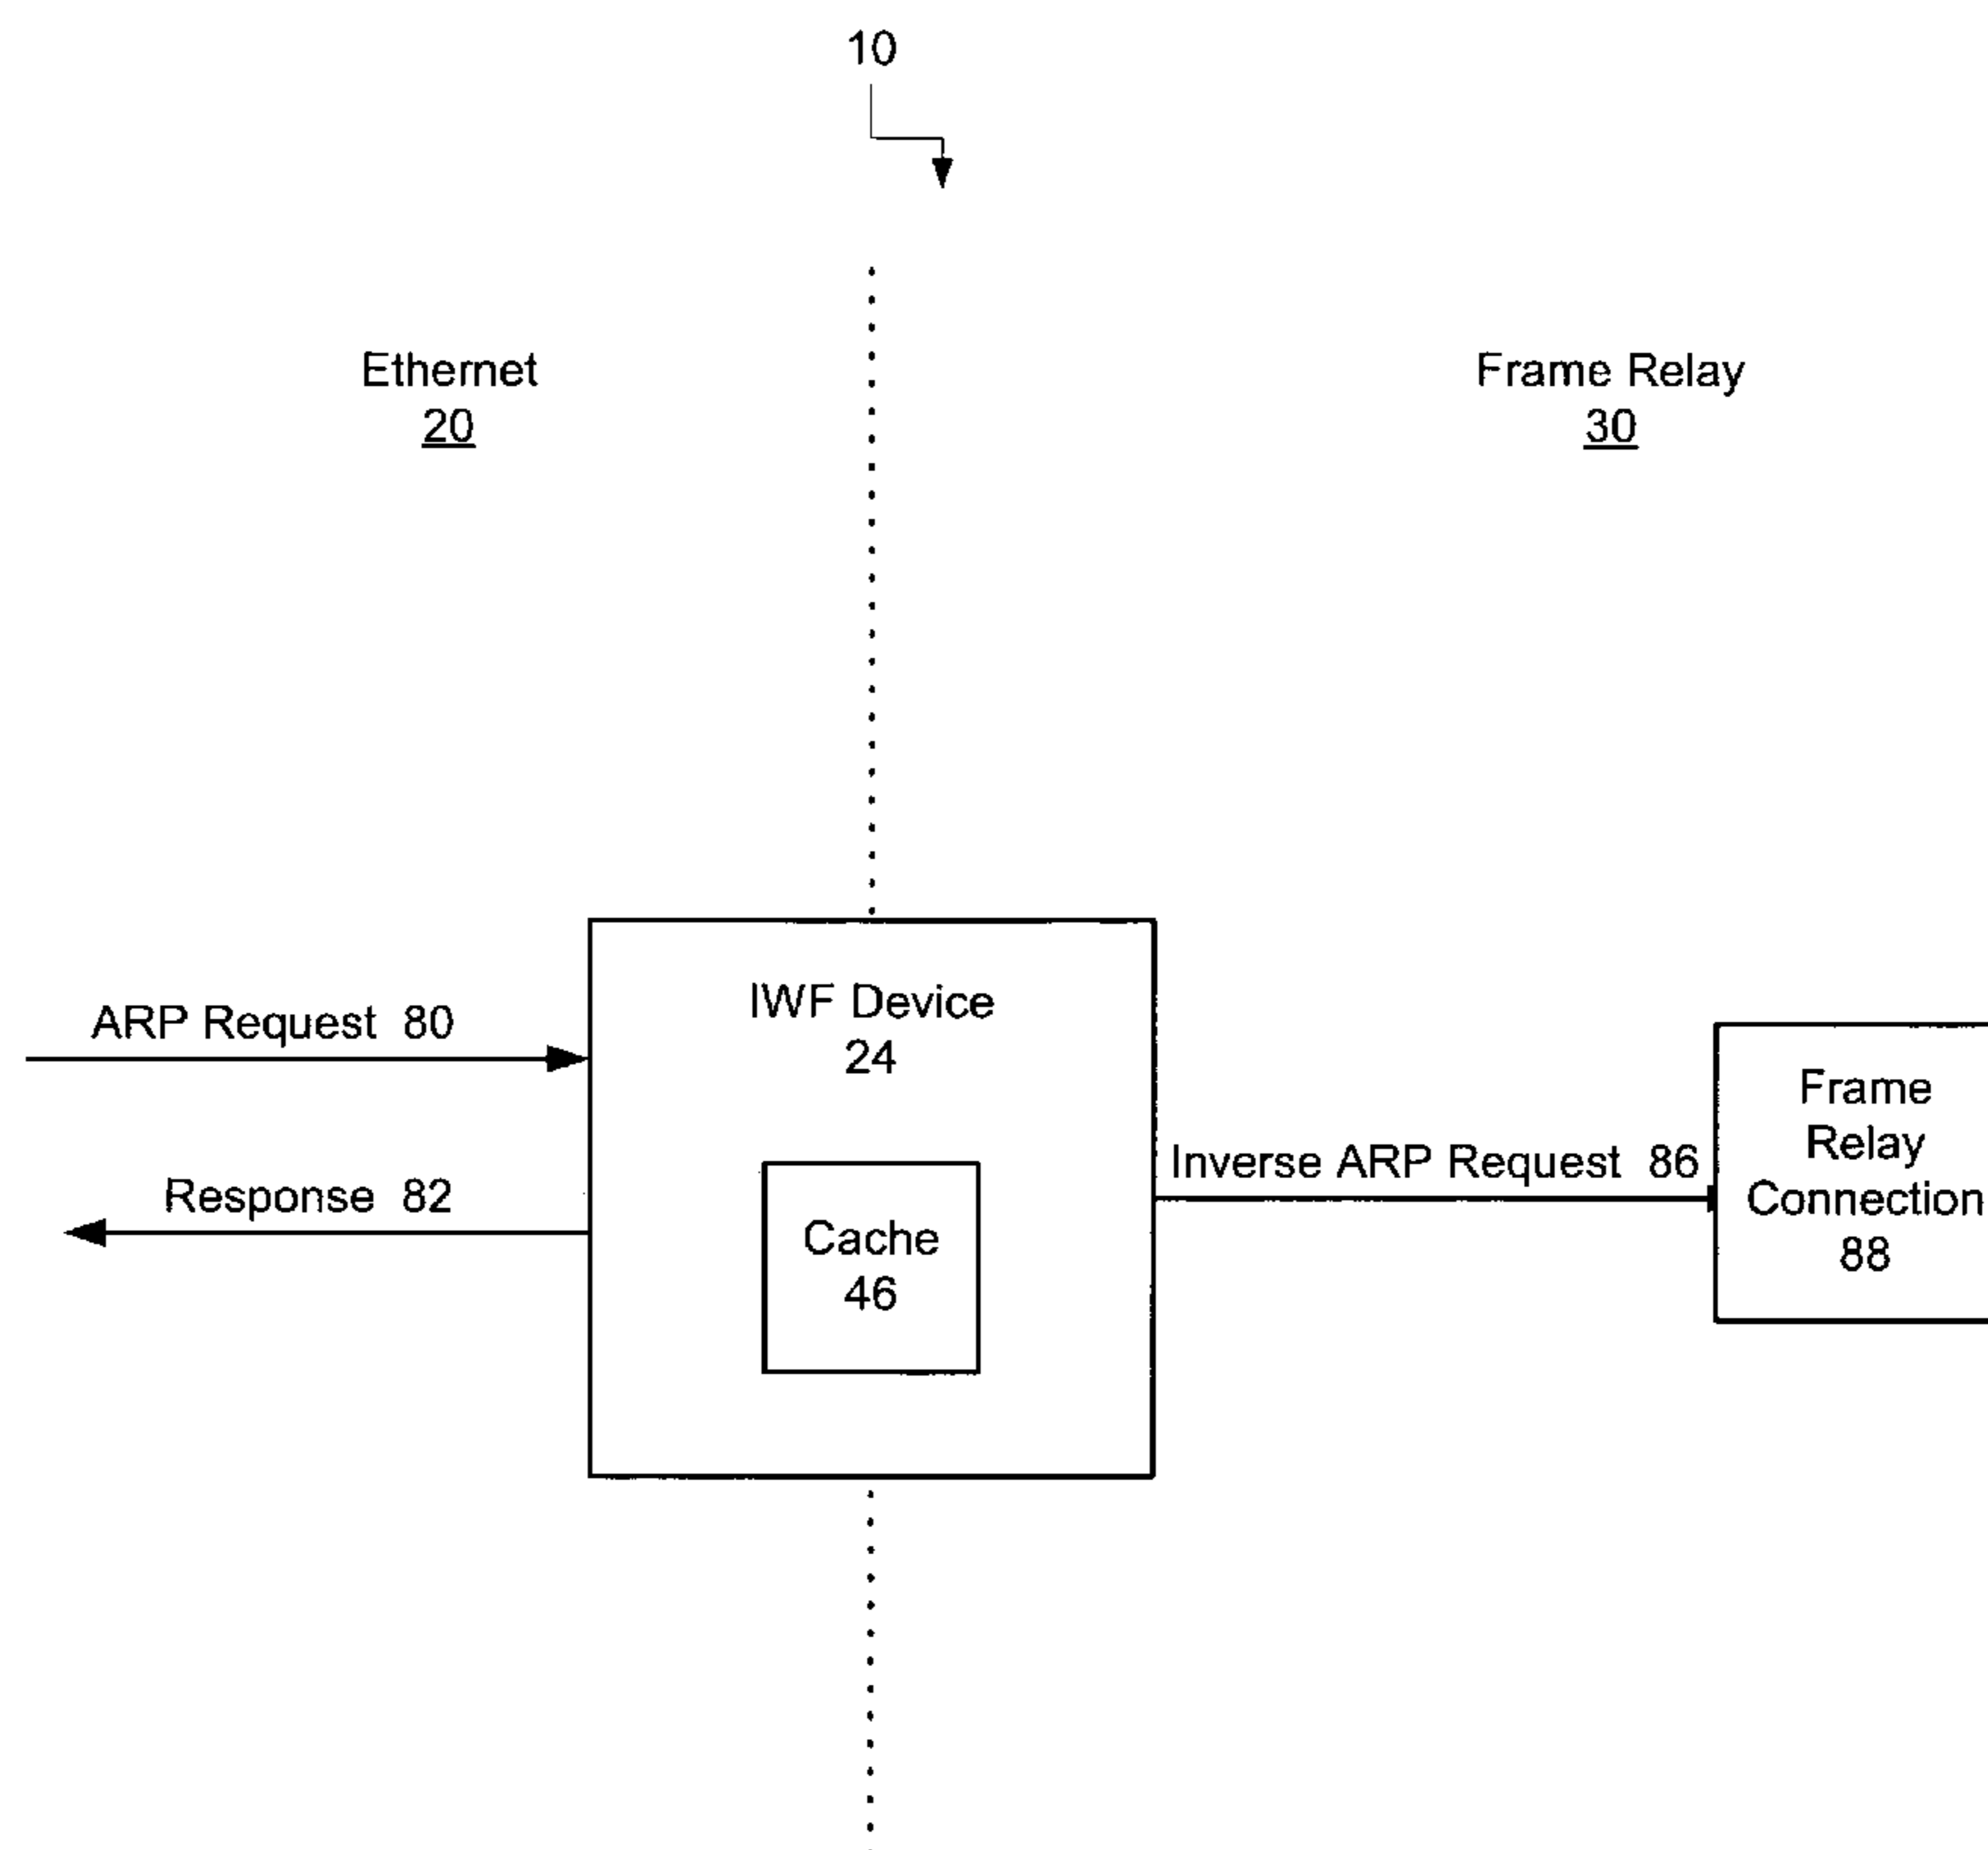 10
Ethernet
20
Frame Relay
30
IWF Device
24
ARP Request 80
Response 82
Cache
46
Inverse ARP Request 86
Frame
Relay
Connection
88